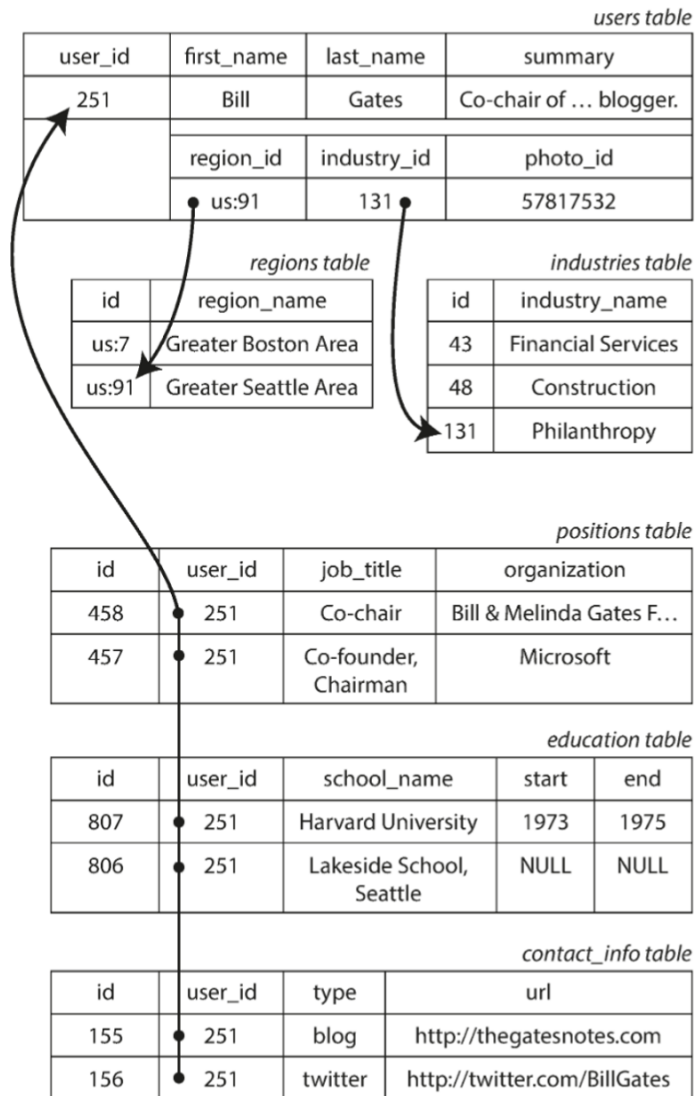 users table
user_id first_name last_name summary
251 Bill Gates Co-chair of … blogger.
region_id industry_id photo_id
us:91 131 57817532
regions table industries table
id region_name id industry_name
us:7 Greater Boston Area 43 Financial Services
us:91 Greater Seattle Area 48 Construction
131 Philanthropy
positions table
id user_id job_title organization
458 251 Co-chair Bill & Melinda Gates F…
457 251 Co-founder, Microsoft
Chairman
education table
id user_id school_name start end
807 251 Harvard University 1973 1975
806 251 Lakeside School, NULL NULL
Seattle
contact_info table
id user_id type url
155 251 blog http://thegatesnotes.com
156 251 twitter http://twitter.com/BillGates